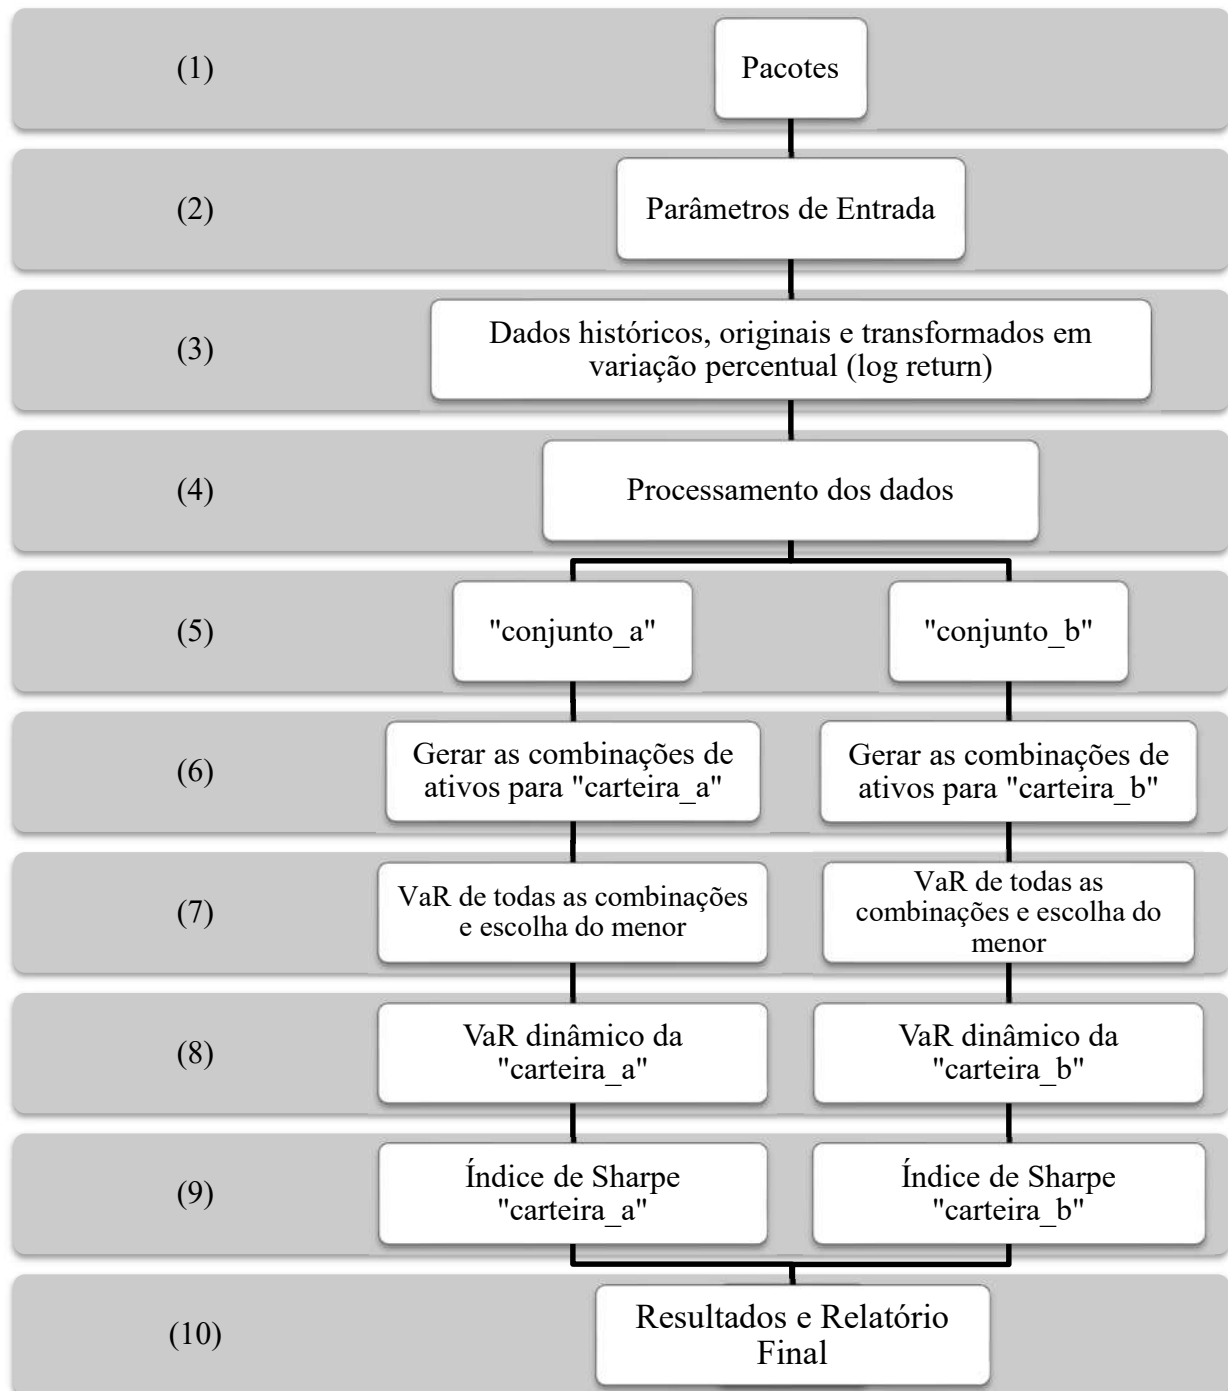 (1)
Pacotes
(2)
Parâmetros de Entrada
(3)
Dados históricos, originais e transformados em
variação percentual (log return)
(4)
Processamento dos dados
(5)
"conjunto_a"
"conjunto_b"
(6)
Gerar as combinações de
ativos para "carteira_a"
Gerar as combinações de
ativos para "carteira_b"
(7)
VaR de todas as combinações
e escolha do menor
VaR de todas as
combinações e escolha do
menor
(8)
VaR dinâmico da
"carteira_a"
VaR dinâmico da
"carteira_b"
(9)
Índice de Sharpe
"carteira_a"
Índice de Sharpe
"carteira_b"
(10)
Resultados e Relatório
Final